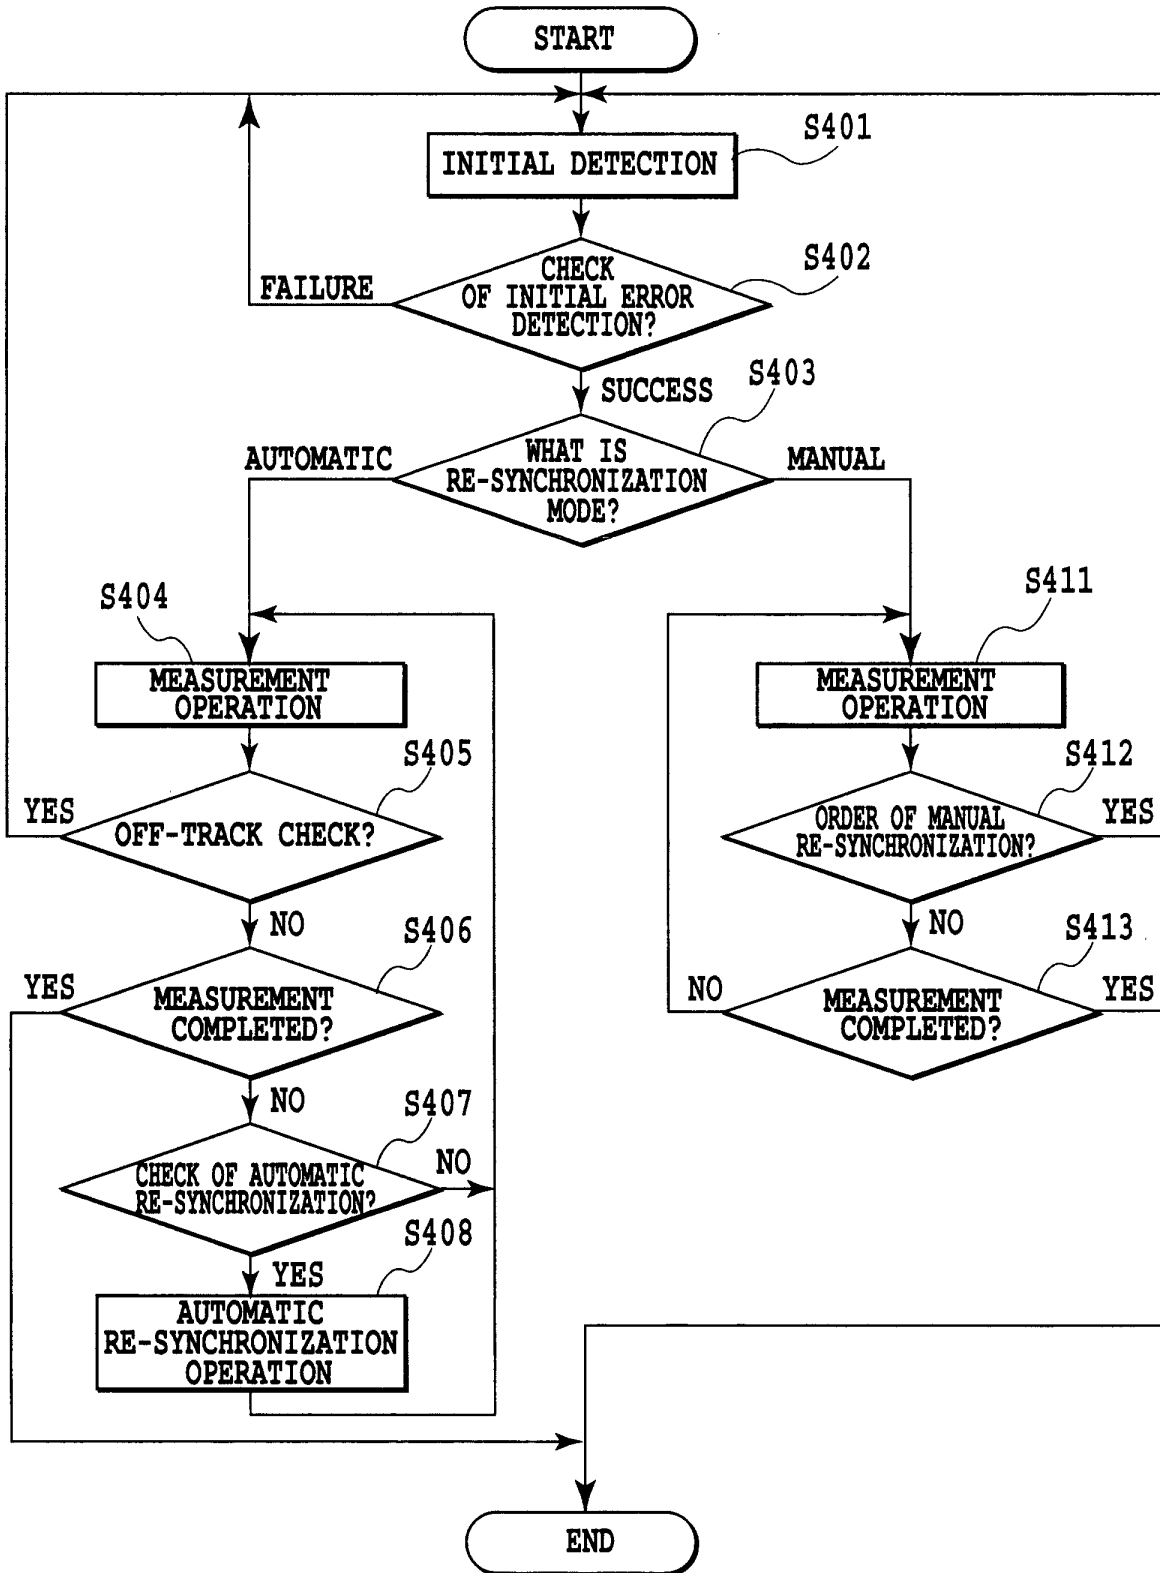 START
S401
INITIAL DETECTION
S402
CHECK
OF INITIAL ERROR
DETECTION?
FAILURE
SUCCESS
S403
AUTOMATIC
WHAT IS
RE-SYNCHRONIZATION
MODE?
MANUAL
S404
MEASUREMENT
OPERATION
S405
YES
OFF-TRACK CHECK?
NO
S406
YES
MEASUREMENT
COMPLETED?
NO
S407
CHECK OF AUTOMATIC
RE-SYNCHRONIZATION?
NO
S408
YES
AUTOMATIC
RE-SYNCHRONIZATION
OPERATION
S411
MEASUREMENT
OPERATION
S412
ORDER OF MANUAL
RE-SYNCHRONIZATION?
YES
NO
S413
NO
MEASUREMENT
COMPLETED?
YES
END